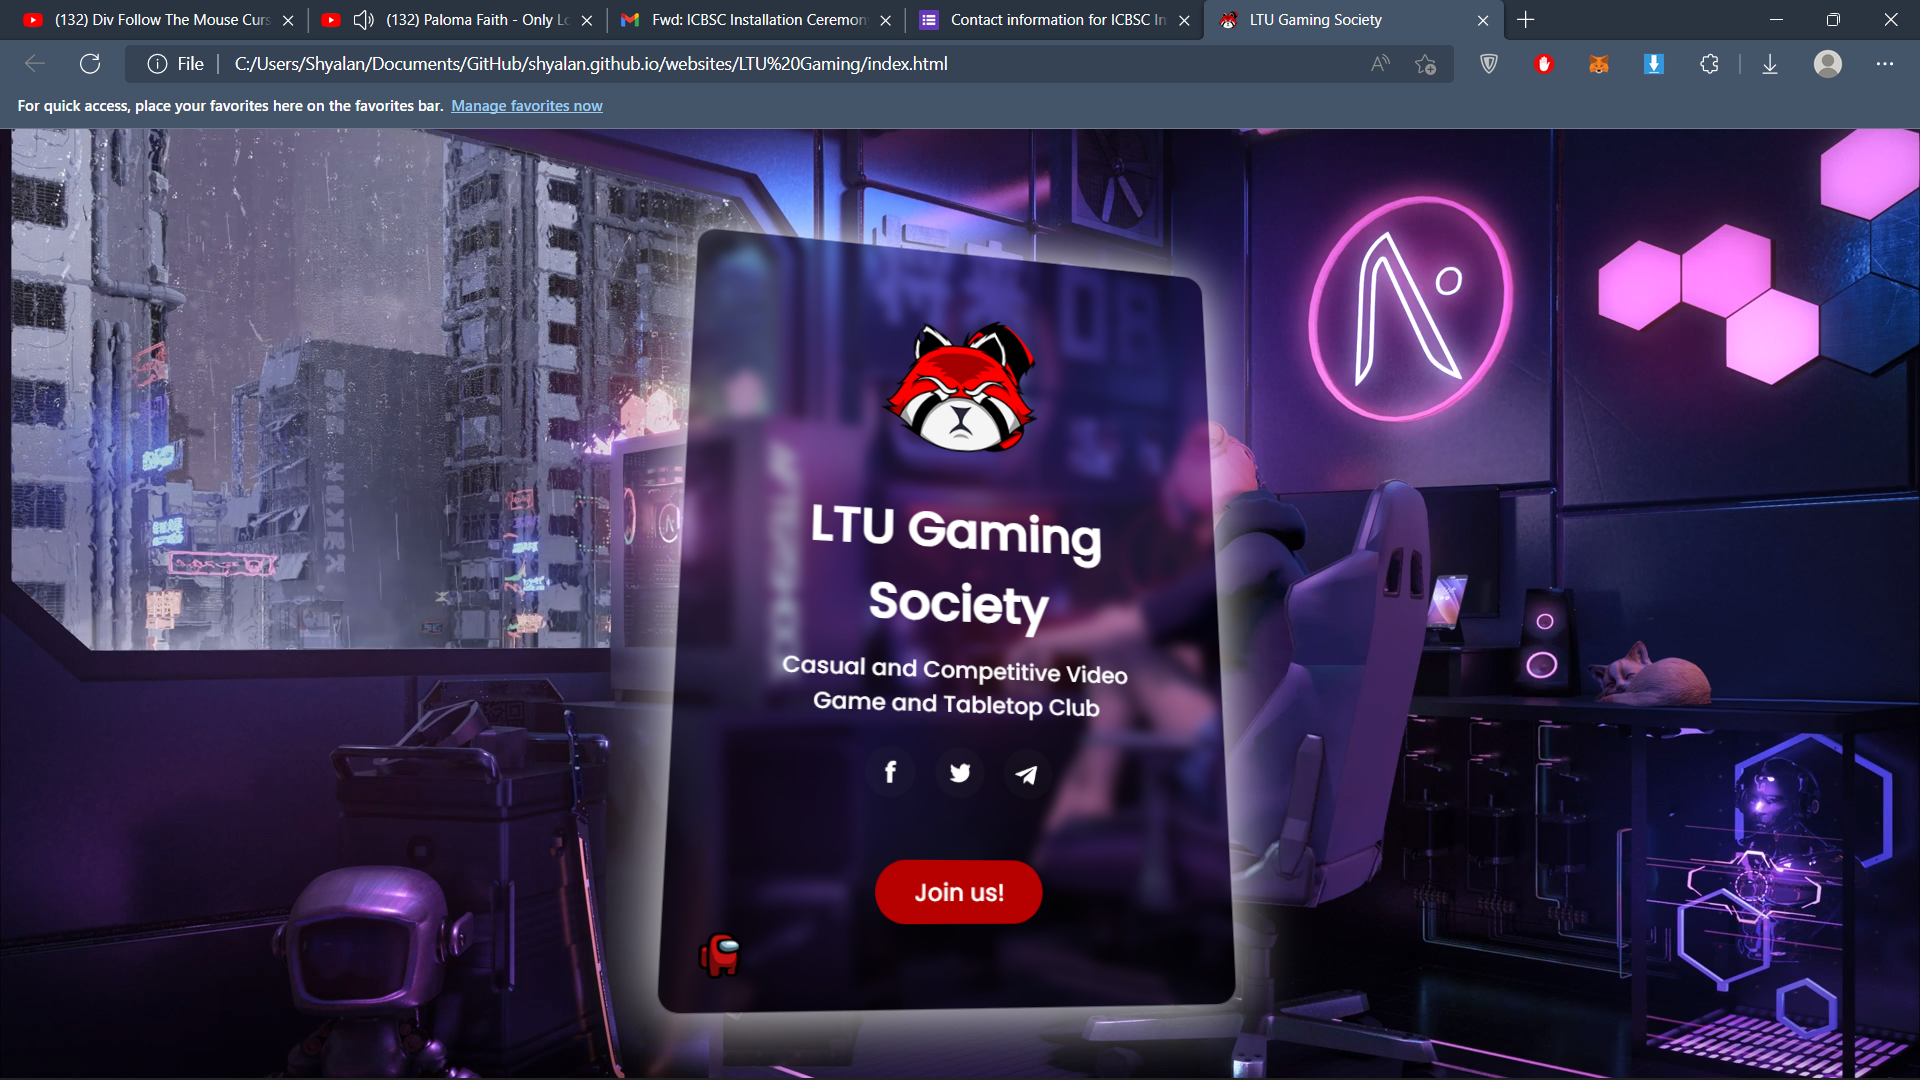 (132) Div Follow The Mouse Curs
(132) Paloma Faith - Only Lo
Fwd: ICBSC Installation Ceremon
Contact information for ICBSC In
LTU Gaming Society
File
C:/Users/Shyalan/Documents/GitHub/shyalan.github.io/websites/LTU%20Gaming/index.html
For quick access, place your favorites here on the favorites bar. Manage favorites now
LTU Gaming
Society
Casual and Competitive Video
Game and Tabletop Club
Join us!